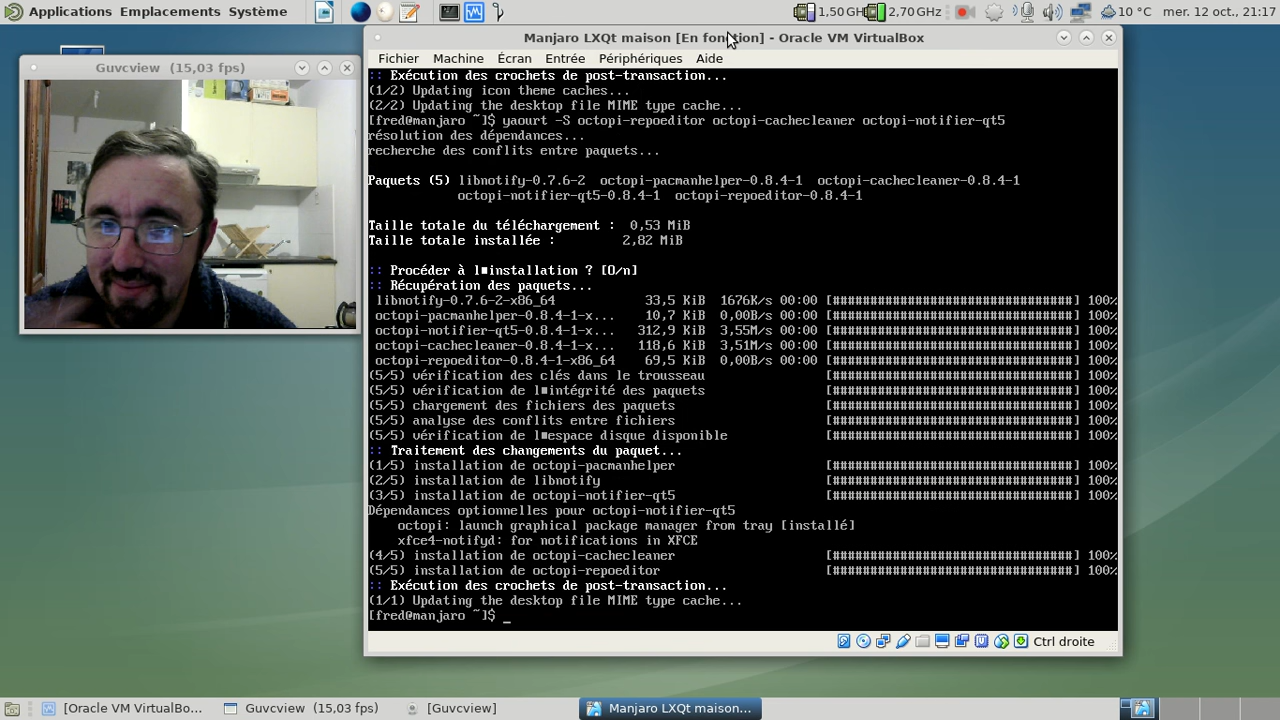 Applications Emplacements Système
1,50 GH 2,70 GHz 10 °C mer. 12 oct., 21:17
Guvcview (15,03 fps)
Manjaro LXQt maison [En fonction] - Oracle VM VirtualBox
Fichier Machine Écran Entrée Périphériques Aide
:: Exécution des crochets de post-transaction...
(1/2) Updating icon theme caches...
(2/2) Updating the desktop file MIME type cache...
[fred@manjaro ~]$ yaourt -S octopi-repoeditor octopi-cachecleaner octopi-notifier-qt5
résolution des dépendances...
recherche des conflits entre paquets...
Paquets (5) libnotify-0.7.6-2 octopi-pacmanhelper-0.8.4-1 octopi-cachecleaner-0.8.4-1
octopi-notifier-qt5-0.8.4-1 octopi-repoeditor-0.8.4-1
Taille totale du téléchargement : 0,53 MiB
Taille totale installée : 2,82 MiB
:: Procéder à l■installation ? [O/n]
:: Récupération des paquets...
libnotify-0.7.6-2-x86_64 33,5 KiB 1676K/s 00:00 [################################] 100%
octopi-pacmanhelper-0.8.4-1-x... 10,7 KiB 0,00B/s 00:00 [################################] 100%
octopi-notifier-qt5-0.8.4-1-x... 312,9 KiB 3,55M/s 00:00 [################################] 100%
octopi-cachecleaner-0.8.4-1-x... 118,6 KiB 3,51M/s 00:00 [################################] 100%
octopi-repoeditor-0.8.4-1-x86_64 69,5 KiB 0,00B/s 00:00 [################################] 100%
(5/5) vérification des clés dans le trousseau [################################] 100%
(5/5) vérification de l■intégrité des paquets [################################] 100%
(5/5) chargement des fichiers des paquets [################################] 100%
(5/5) analyse des conflits entre fichiers [################################] 100%
(5/5) vérification de l■espace disque disponible [################################] 100%
:: Traitement des changements du paquet...
(1/5) installation de octopi-pacmanhelper [################################] 100%
(2/5) installation de libnotify [################################] 100%
(3/5) installation de octopi-notifier-qt5 [################################] 100%
Dépendances optionnelles pour octopi-notifier-qt5
octopi: launch graphical package manager from tray [installé]
xfce4-notifyd: for notifications in XFCE
(4/5) installation de octopi-cachecleaner [################################] 100%
(5/5) installation de octopi-repoeditor [################################] 100%
:: Exécution des crochets de post-transaction...
(1/1) Updating the desktop file MIME type cache...
[fred@manjaro ~]$ _
Ctrl droite
[Oracle VM VirtualBo... Guvcview (15,03 fps) [Guvcview] Manjaro LXQt maison...